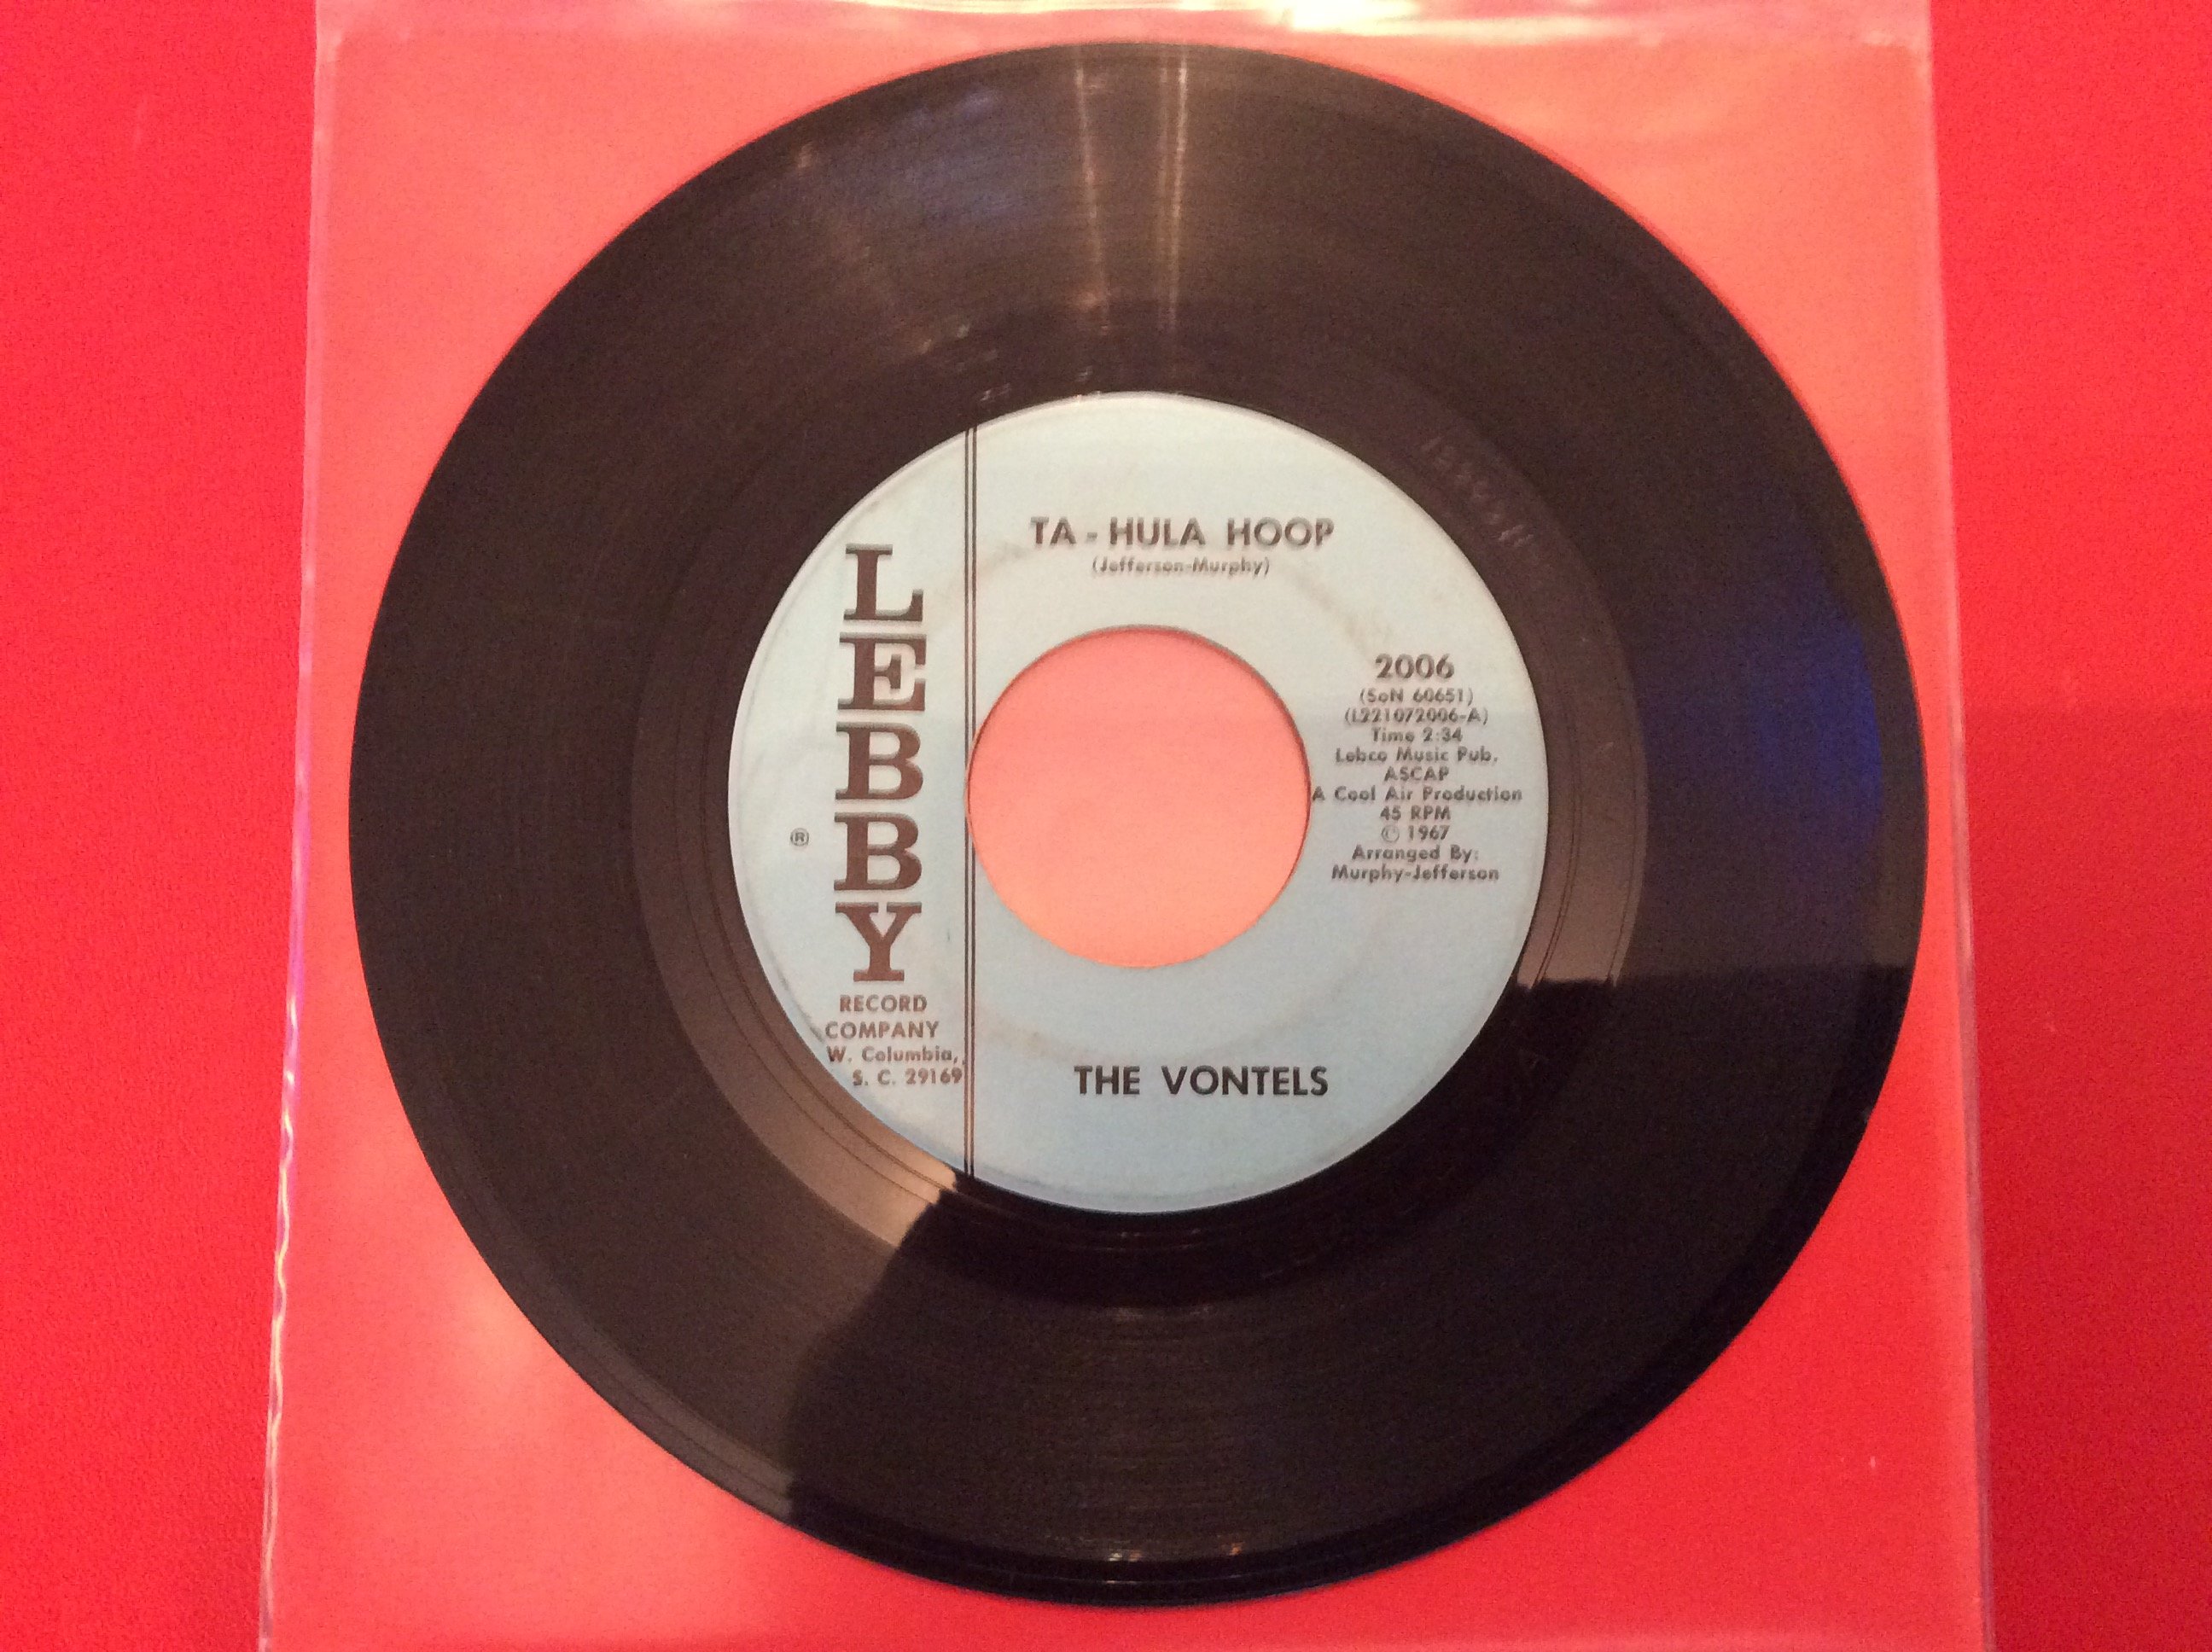 TA - HULA HOOP
(Jefferson-Murphy)
LEBBY
®
RECORD
COMPANY
W. Columbia,
S. C. 29169
2006
(SoN 60651)
(L221072006-A)
Time 2:34
Lebco Music Pub.
ASCAP
A Cool Air Production
45 RPM
© 1967
Arranged By:
Murphy-Jefferson
THE VONTELS